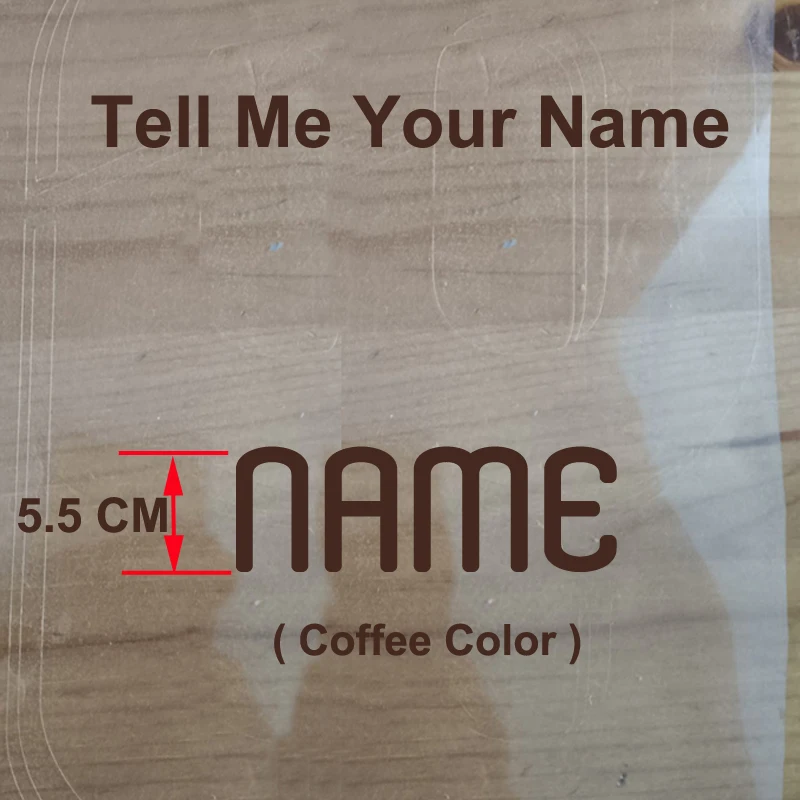 Tell Me Your Name
5.5 CM
NAME
( Coffee Color )